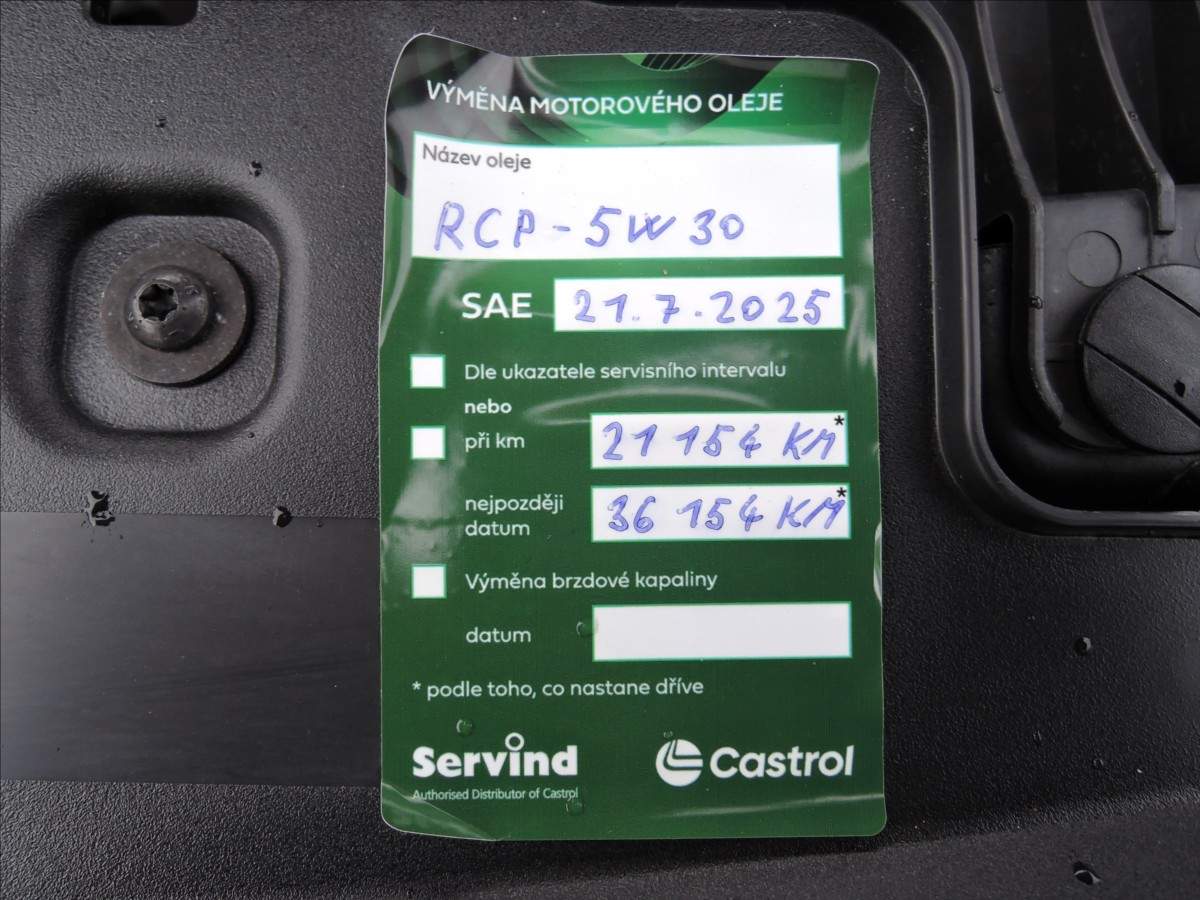 VÝMĚNA MOTOROVÉHO OLEJE
Název oleje
RCP - 5W30
SAE 21.7.2025
Dle ukazatele servisního intervalu
nebo
při km 21 154 KM*
nejpozději
datum 36 154 KM*
Výměna brzdové kapaliny
datum
* podle toho, co nastane dříve
Servind Castrol
Authorised Distributor of Castrol